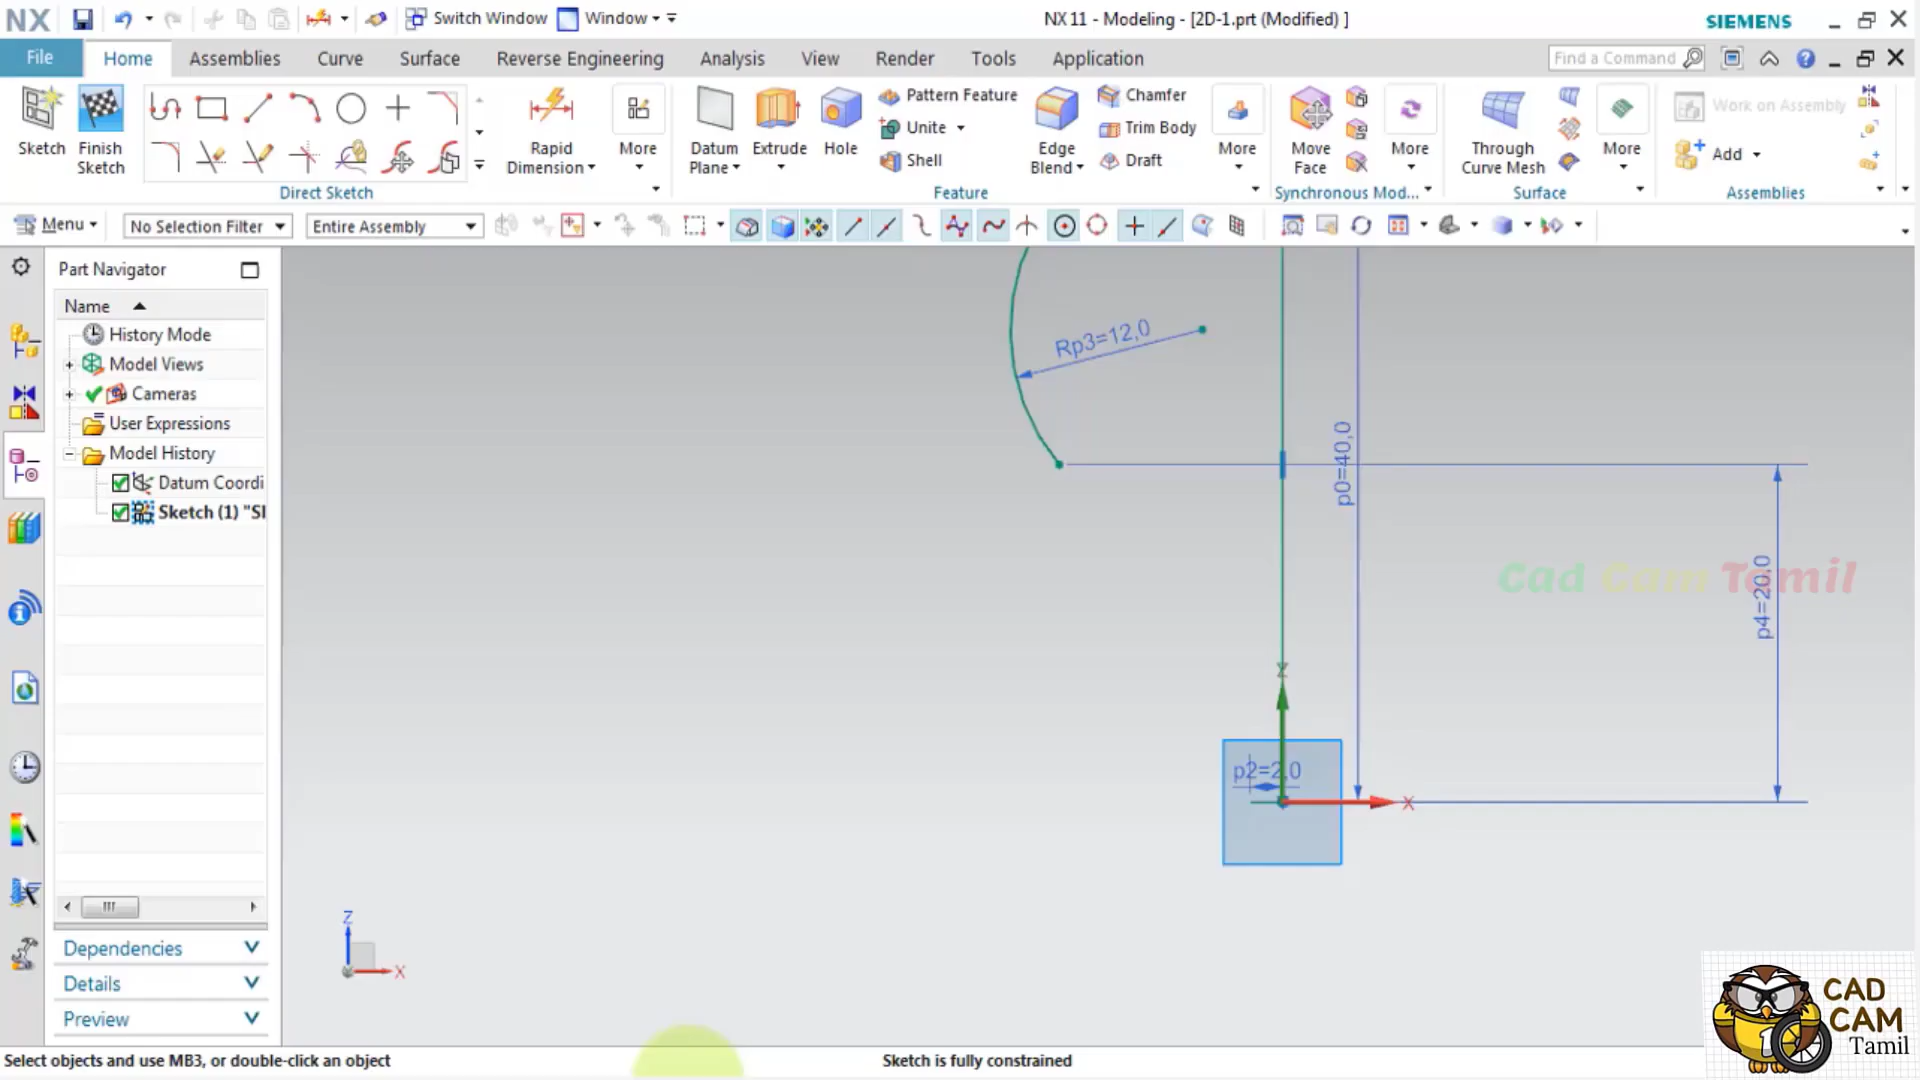 NX
Switch Window
Window
NX 11 - Modeling - [2D-1.prt (Modified) ]
SIEMENS
File
Home
Assemblies
Curve
Surface
Reverse Engineering
Analysis
View
Render
Tools
Application
Find a Command
Sketch
Finish
Sketch
Rapid
Dimension
More
Direct Sketch
Datum
Plane
Extrude
Hole
Pattern Feature
Unite
Shell
Edge
Blend
Chamfer
Trim Body
Draft
More
Feature
Move
Face
More
Synchronous Mod...
Through
Curve Mesh
More
Surface
Work on Assembly
Add
Assemblies
Menu
No Selection Filter
Entire Assembly
Part Navigator
Name
History Mode
Model Views
Cameras
User Expressions
Model History
Datum Coordi
Sketch (1) "SI
Dependencies
Details
Preview
Rp3=12,0
p0=40,0
p4=20,0
p2=2,0
Z
X
Z
X
Cad Cam Tamil
CAD
CAM
Tamil
Select objects and use MB3, or double-click an object
Sketch is fully constrained